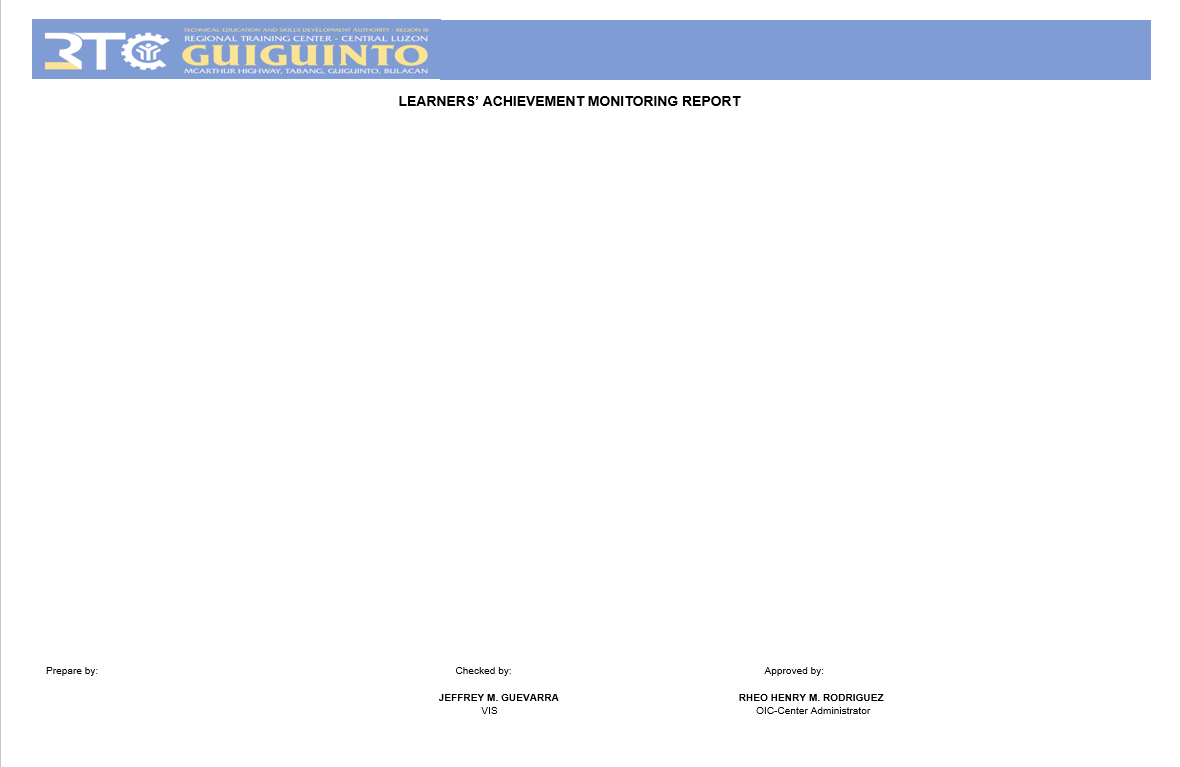 RTC
TECHNICAL EDUCATION AND SKILLS DEVELOPMENT AUTHORITY - REGION III
REGIONAL TRAINING CENTER - CENTRAL LUZON
GUIGUINTO
MCARTHUR HIGHWAY, TABANG, GUIGUINTO, BULACAN
LEARNERS’ ACHIEVEMENT MONITORING REPORT
Prepare by:
Checked by:
Approved by:
JEFFREY M. GUEVARRA
RHEO HENRY M. RODRIGUEZ
VIS
OIC-Center Administrator